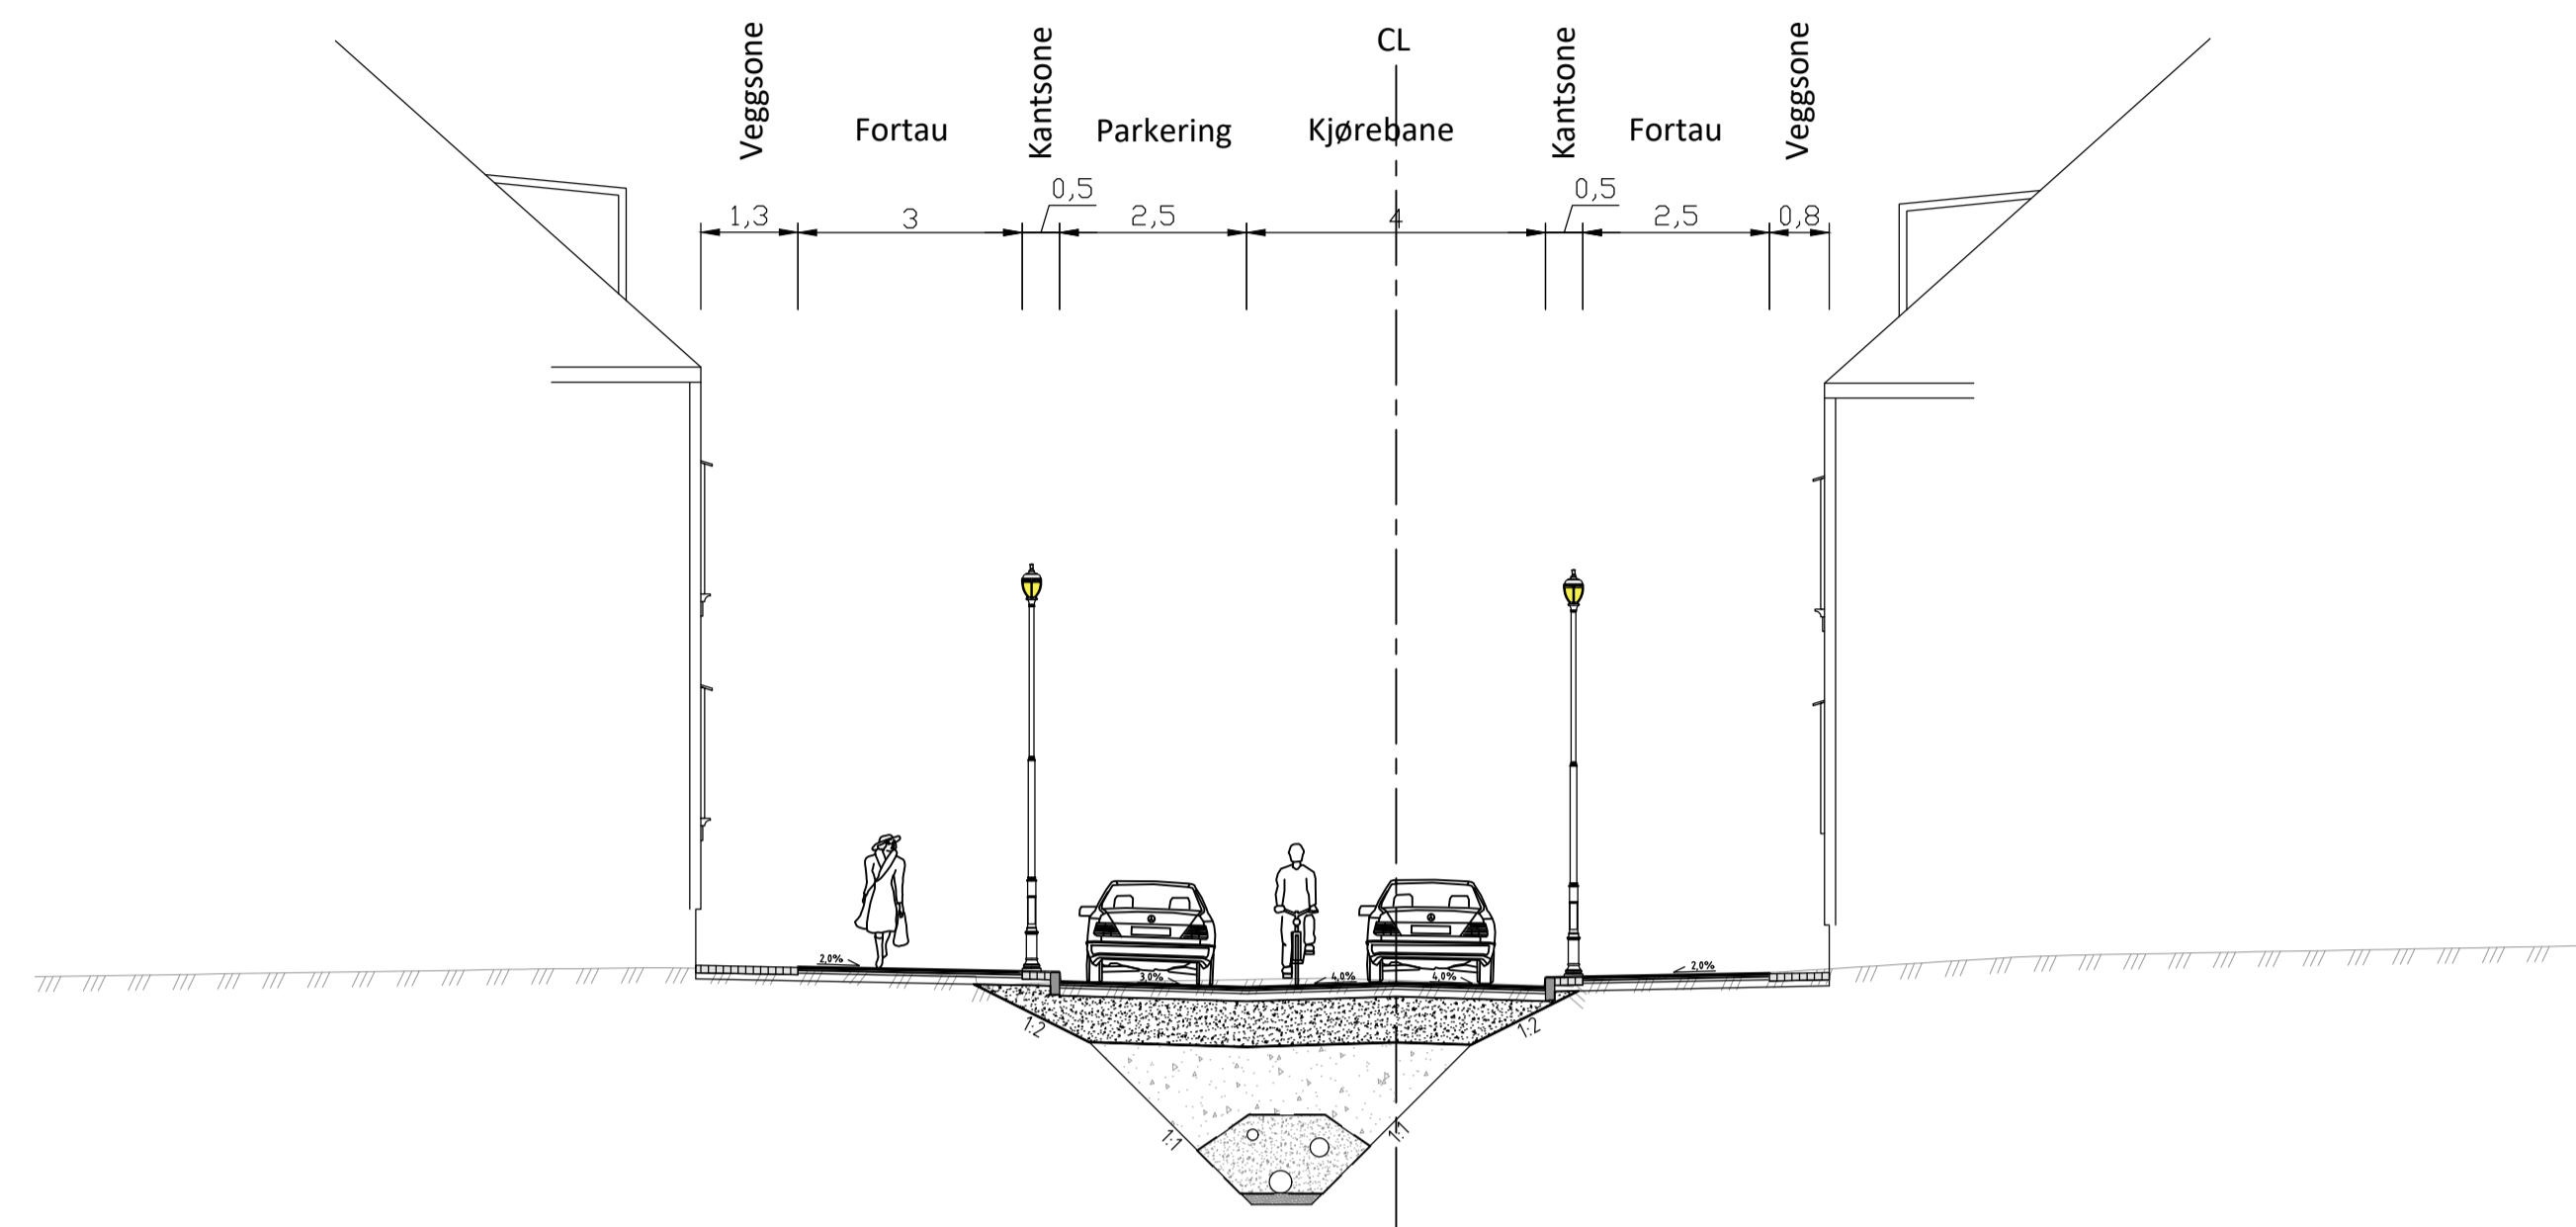 Veggsone
Fortau
Kantsone
Parkering
Kjørebane
CL
Kantsone
Fortau
Veggsone
1,3
3
0,5
2,5
4
0,5
2,5
0,8
2,0%
3,0%
4,0%
4,0%
2,0%
1:2
1:2
1:1
1:1